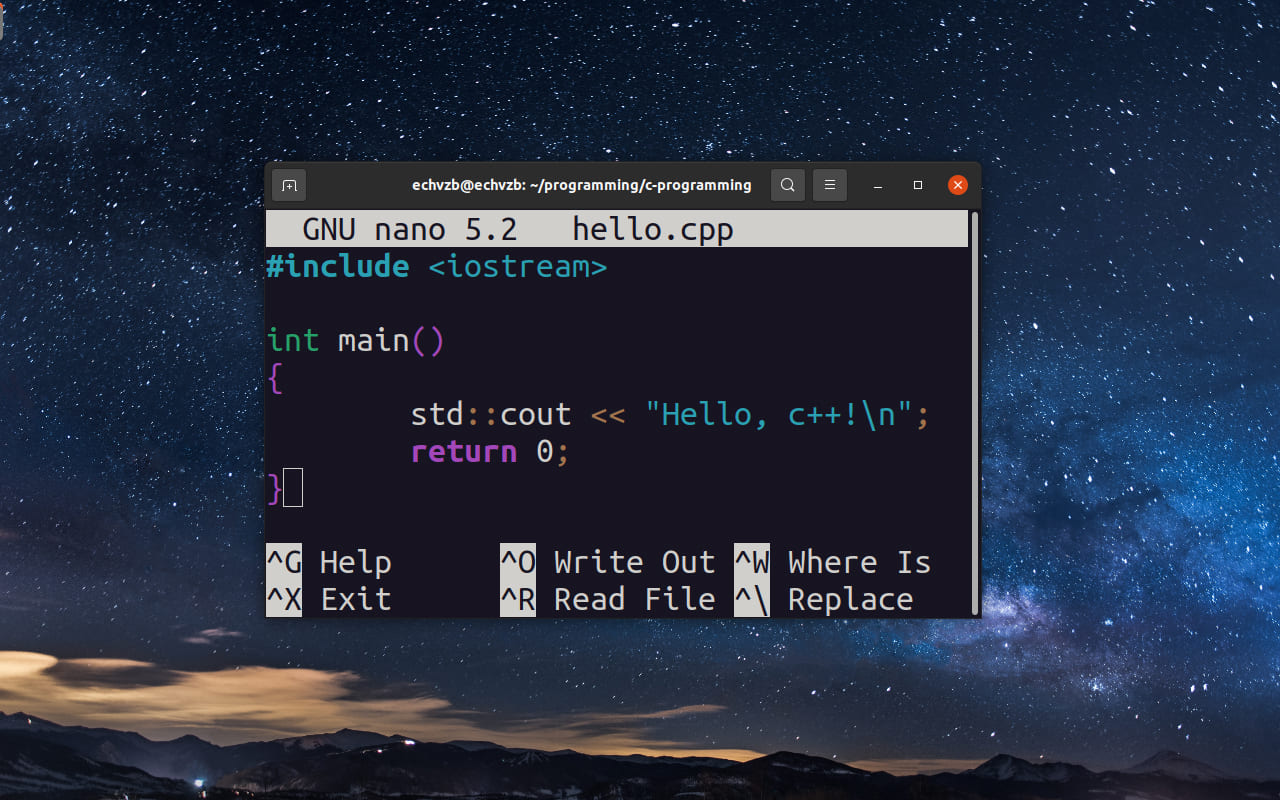 echvzb@echvzb: ~/programming/c-programming
GNU nano 5.2 hello.cpp
#include <iostream>
int main()
{
std::cout << "Hello, c++!\n";
return 0;
}
^G Help ^O Write Out ^W Where Is
^X Exit ^R Read File ^\ Replace